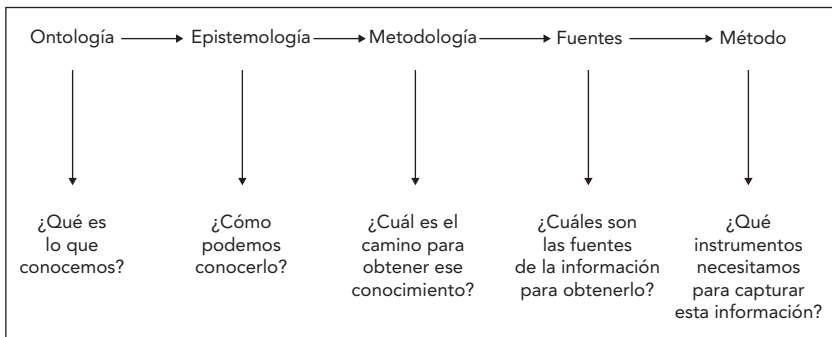 Ontología Epistemología Metodología Fuentes Método
¿Qué es
lo que
conocemos?
¿Cómo
podemos
conocerlo?
¿Cuál es el
camino para
obtener ese
conocimiento?
¿Cuáles son
las fuentes
de la información
para obtenerlo?
¿Qué
instrumentos
necesitamos
para capturar
esta información?